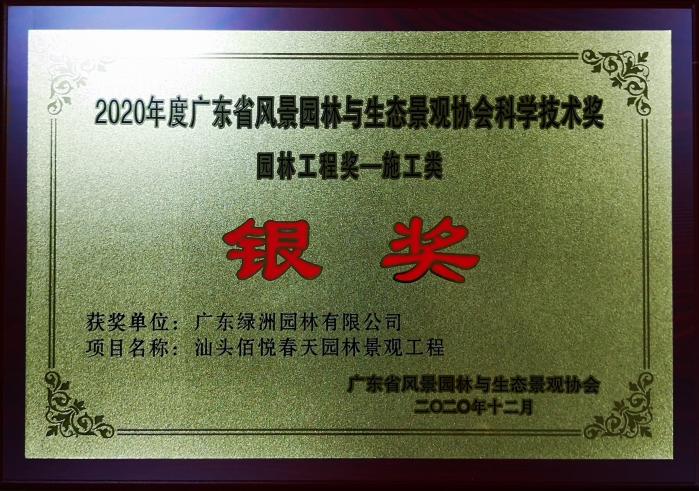 2020年度广东省风景园林与生态景观协会科学技术奖
园林工程奖—施工类
银 奖
获奖单位：广东绿洲园林有限公司
项目名称：汕头佰悦春天园林景观工程
广东省风景园林与生态景观协会
二〇二〇年十二月